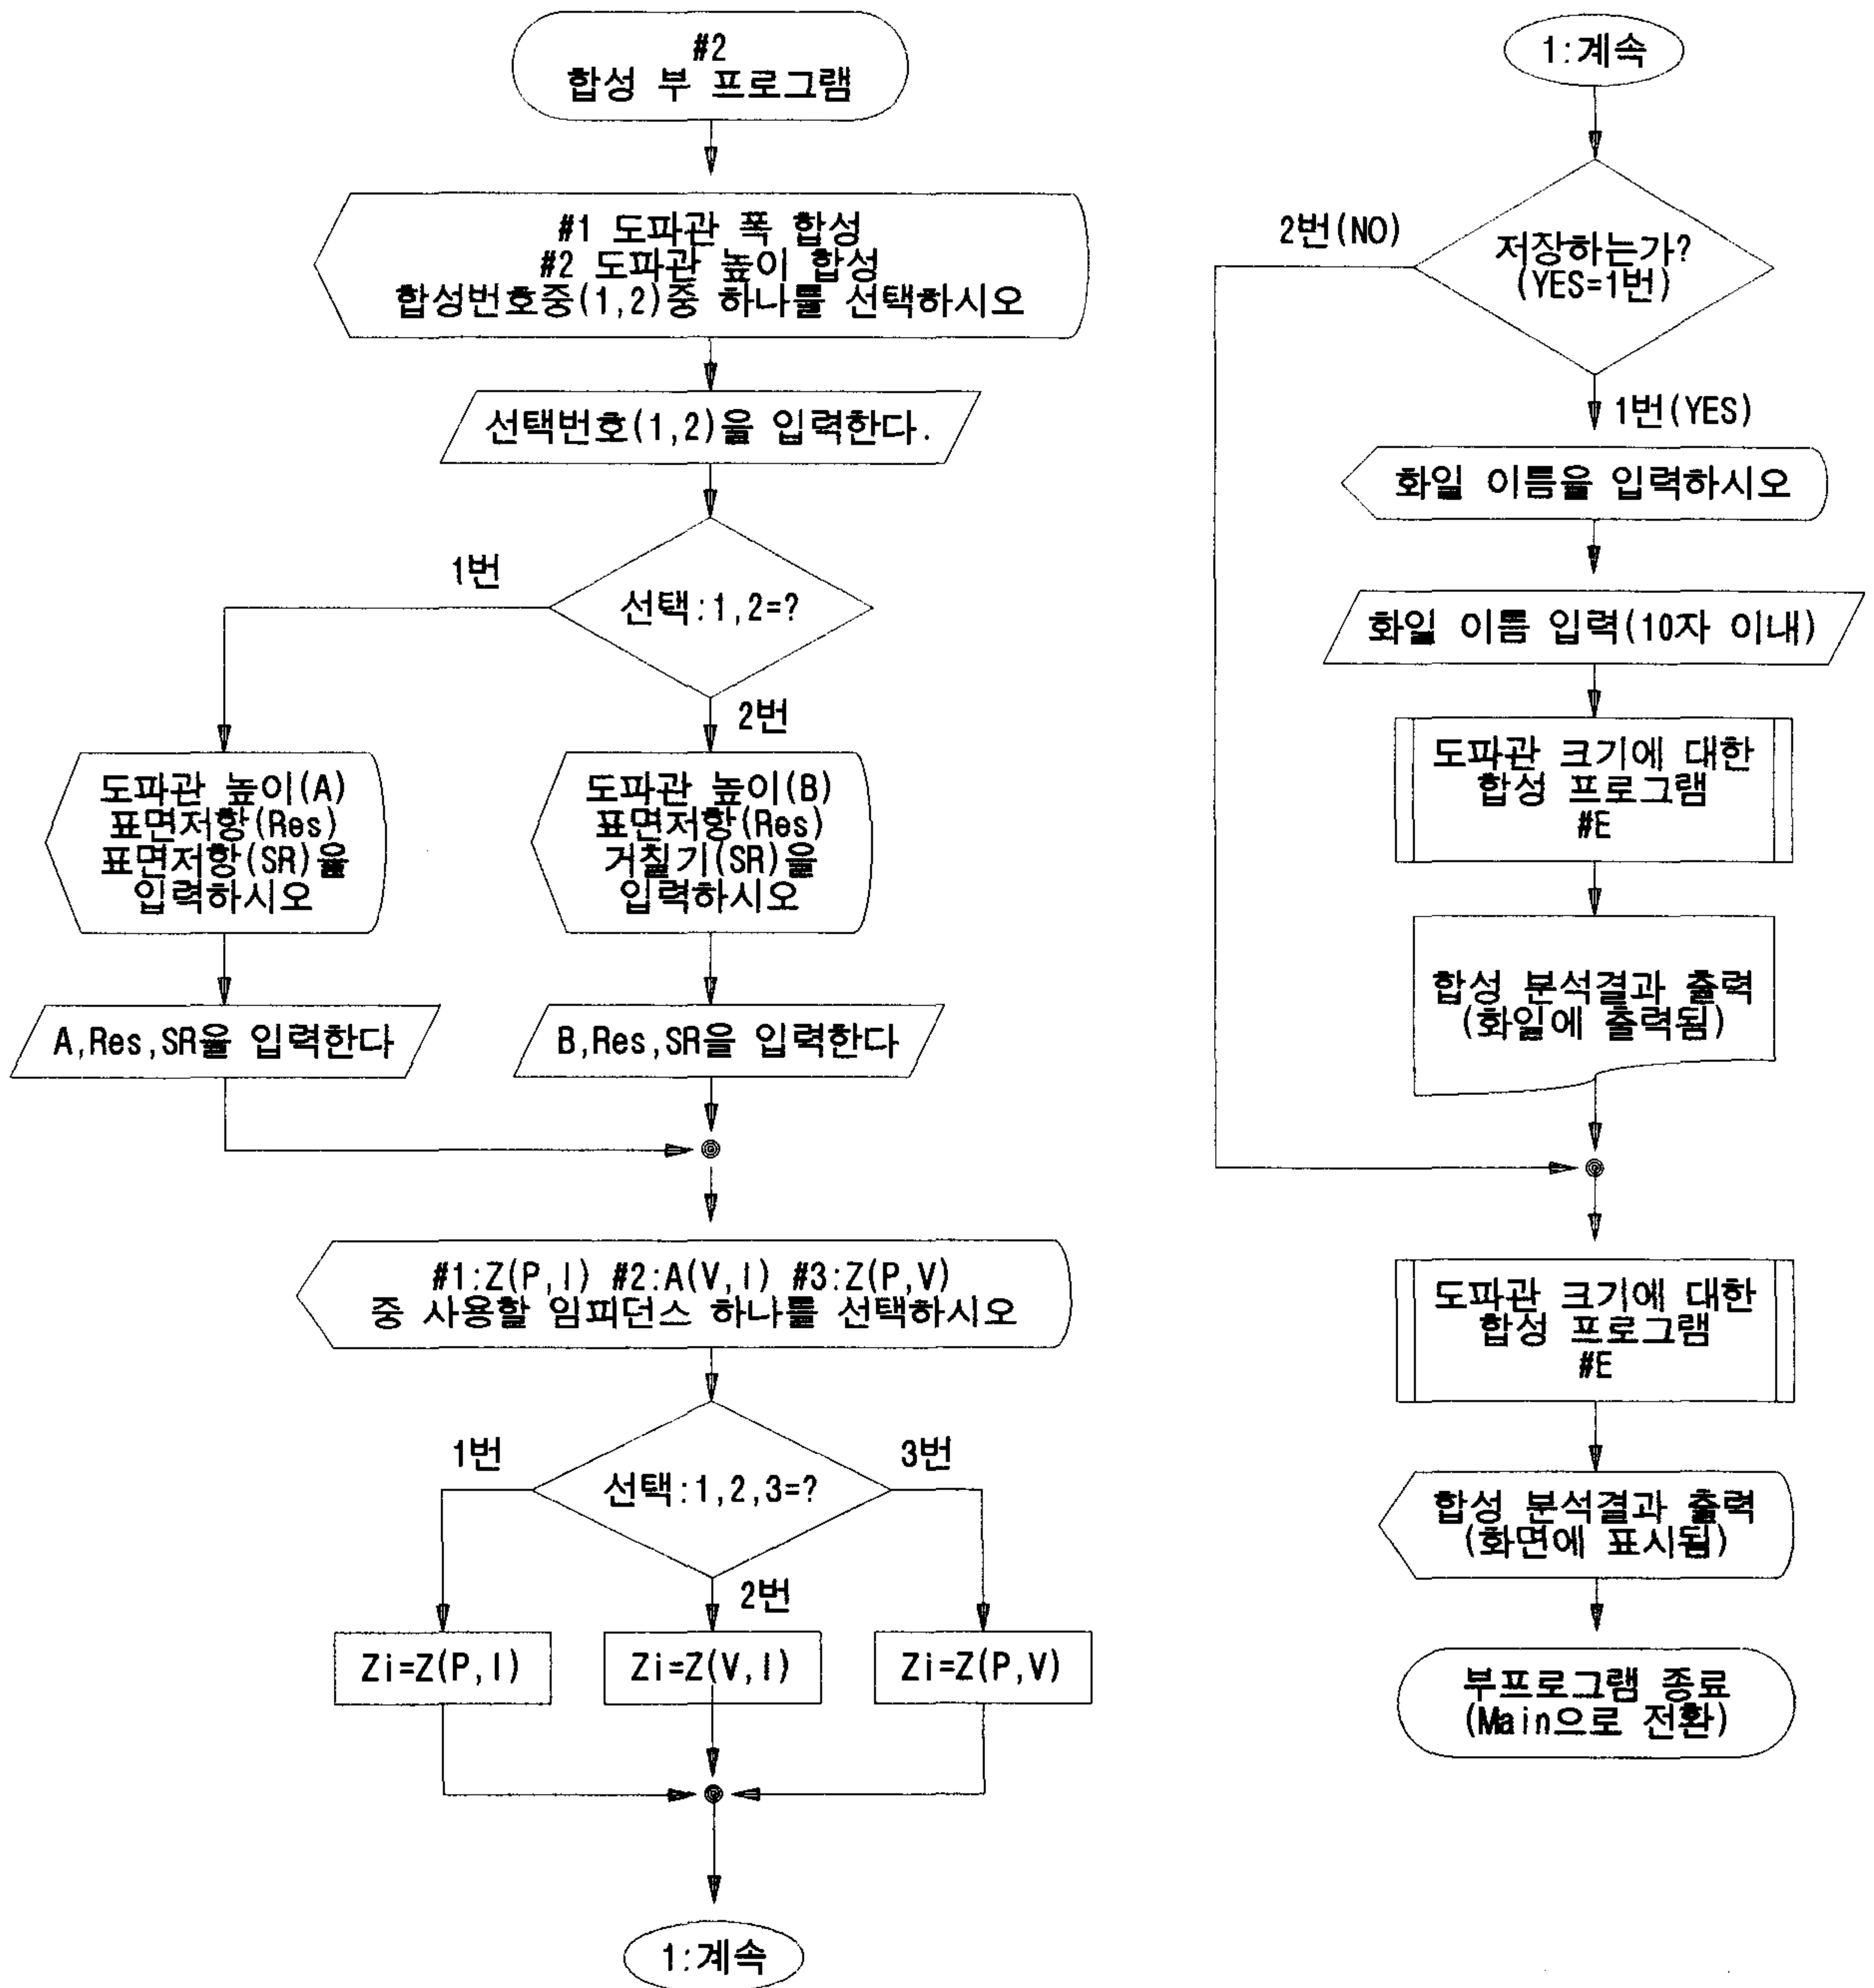 #2
합성 부 프로그램
#1 도파관 폭 합성
#2 도파관 높이 합성
합성번호중(1,2)중 하나를 선택하시오
선택번호(1,2)을 입력한다.
선택:1,2=?
1번
2번
도파관 높이(A)
표면저항(Res)
표면저항(SR)을
입력하시오
도파관 높이(B)
표면저항(Res)
거칠기(SR)을
입력하시오
A,Res,SR을 입력한다
B,Res,SR을 입력한다
#1:Z(P,I) #2:A(V,I) #3:Z(P,V)
중 사용할 임피던스 하나를 선택하시오
선택:1,2,3=?
1번
2번
3번
Zi=Z(P,I)
Zi=Z(V,I)
Zi=Z(P,V)
1:계속
1:계속
저장하는가?
(YES=1번)
2번(NO)
1번(YES)
화일 이름을 입력하시오
화일 이름 입력(10자 이내)
도파관 크기에 대한
합성 프로그램
#E
합성 분석결과 출력
(화일에 출력됨)
도파관 크기에 대한
합성 프로그램
#E
합성 분석결과 출력
(화면에 표시됨)
부프로그램 종료
(Main으로 전환)